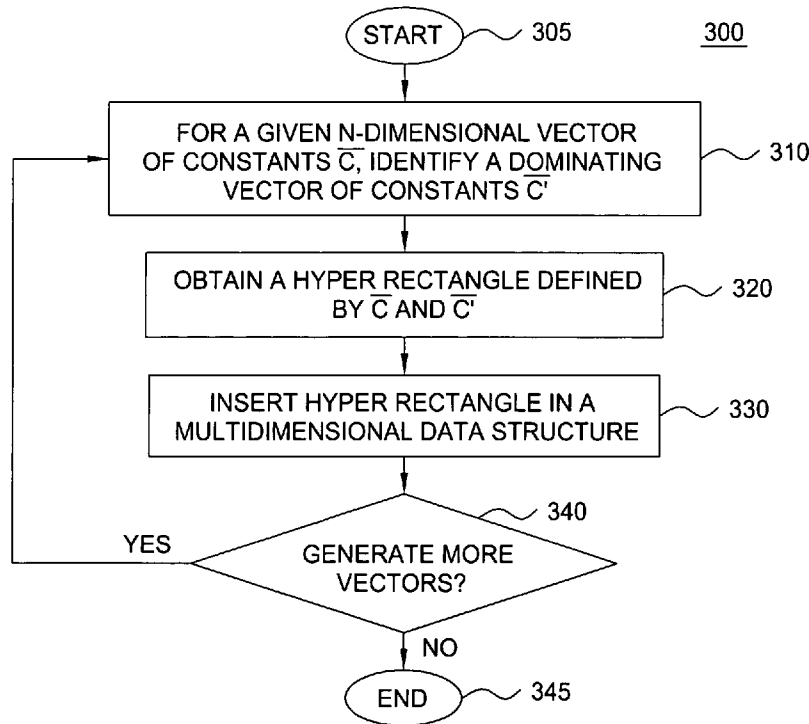 START
305
300
FOR A GIVEN N-DIMENSIONAL VECTOR
OF CONSTANTS C̅, IDENTIFY A DOMINATING
VECTOR OF CONSTANTS C̅'
310
OBTAIN A HYPER RECTANGLE DEFINED
BY C̅ AND C̅'
320
INSERT HYPER RECTANGLE IN A
MULTIDIMENSIONAL DATA STRUCTURE
330
340
YES
GENERATE MORE
VECTORS?
NO
END
345